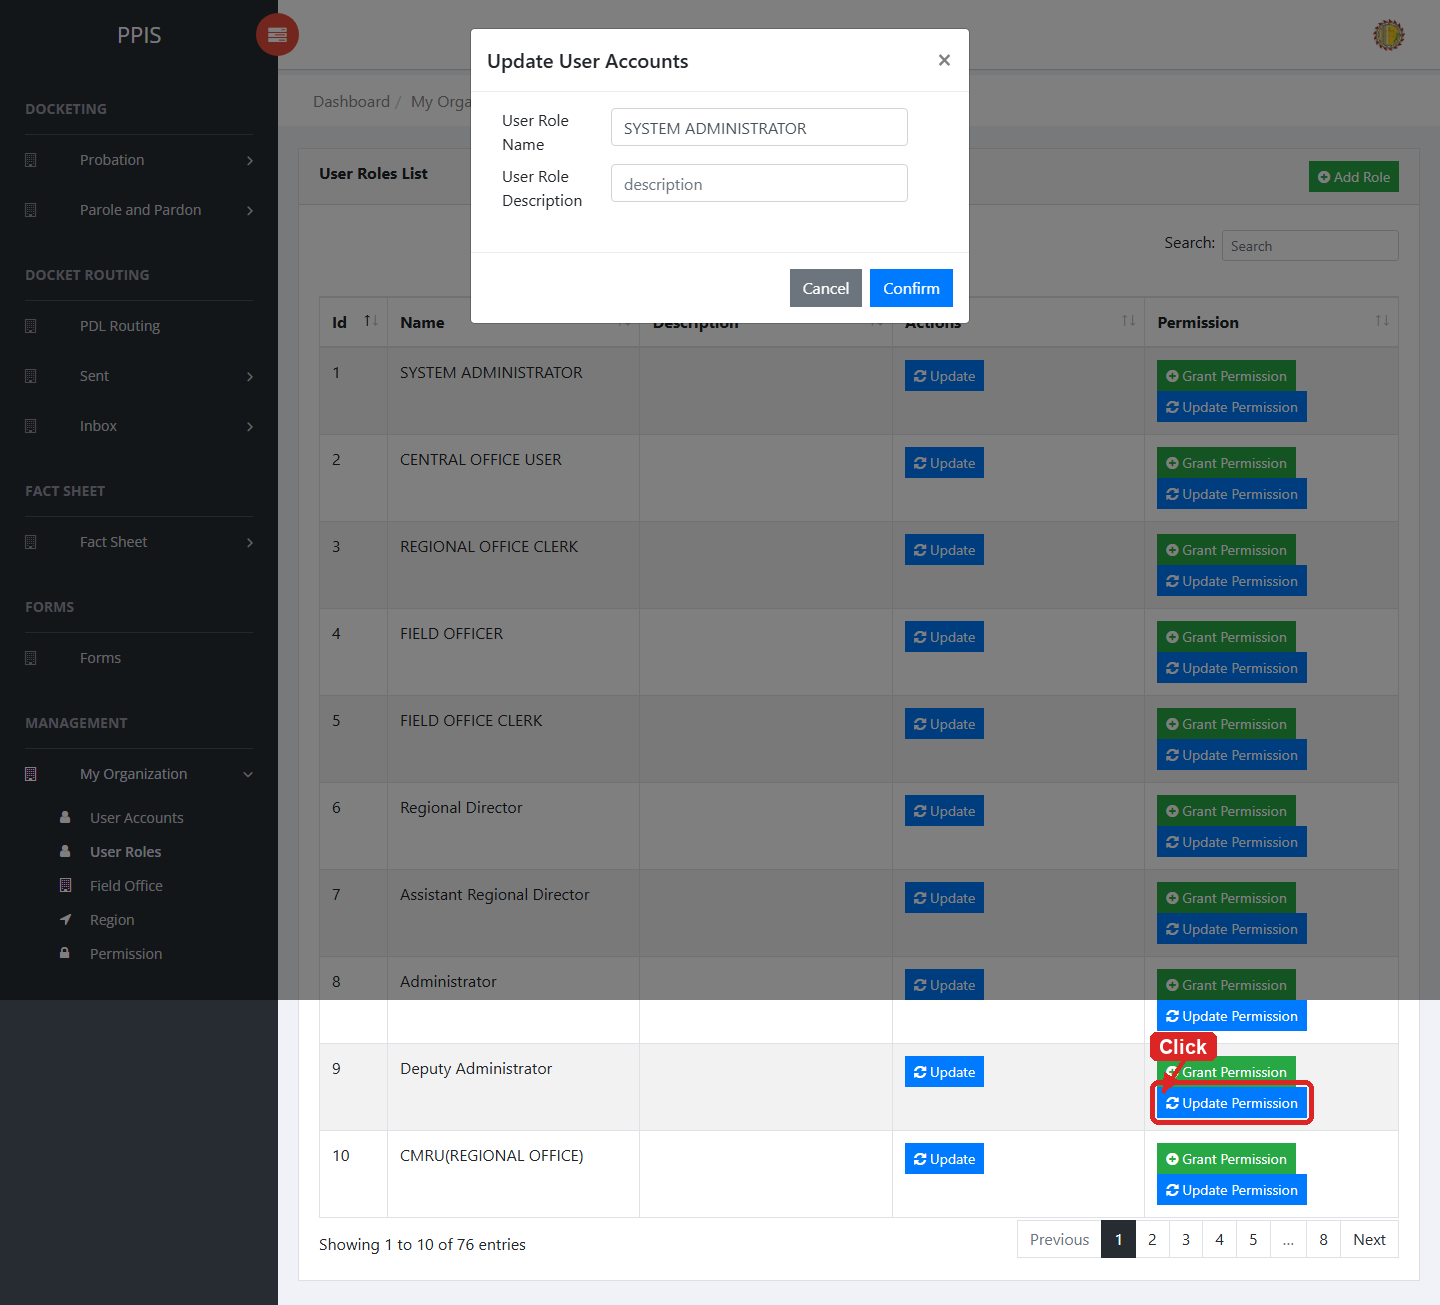 PPIS
DOCKETING
Probation
Parole and Pardon
DOCKET ROUTING
PDL Routing
Sent
Inbox
FACT SHEET
Fact Sheet
FORMS
Forms
MANAGEMENT
My Organization
User Accounts
User Roles
Field Office
Region
Permission
Dashboard / My Orga
Update User Accounts ×
User Role Name
SYSTEM ADMINISTRATOR
User Role Description
description
Cancel Confirm
User Roles List
Add Role
Search: Search
Id Name Description Actions Permission
1 SYSTEM ADMINISTRATOR Update Grant Permission
Update Permission
2 CENTRAL OFFICE USER Update Grant Permission
Update Permission
3 REGIONAL OFFICE CLERK Update Grant Permission
Update Permission
4 FIELD OFFICER Update Grant Permission
Update Permission
5 FIELD OFFICE CLERK Update Grant Permission
Update Permission
6 Regional Director Update Grant Permission
Update Permission
7 Assistant Regional Director Update Grant Permission
Update Permission
8 Administrator Update Grant Permission
Update Permission
Click
9 Deputy Administrator Update Grant Permission
Update Permission
10 CMRU(REGIONAL OFFICE) Update Grant Permission
Update Permission
Showing 1 to 10 of 76 entries
Previous 1 2 3 4 5 ... 8 Next